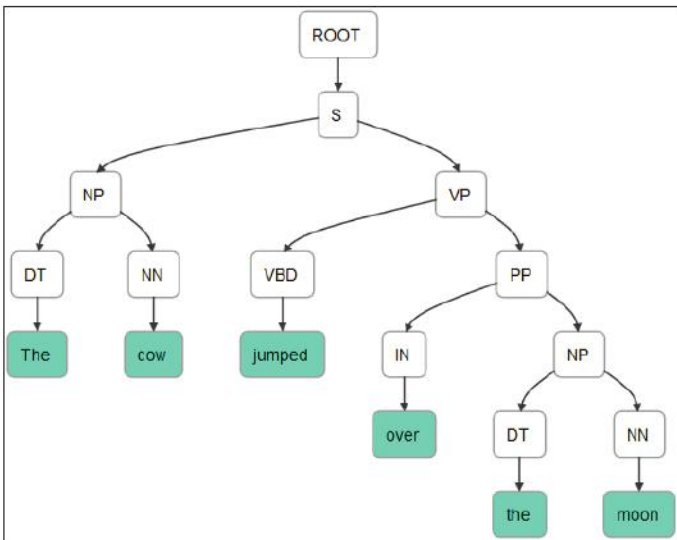 ROOT
S
NP VP
DT NN VBD PP
The cow jumped IN NP
over DT NN
the moon